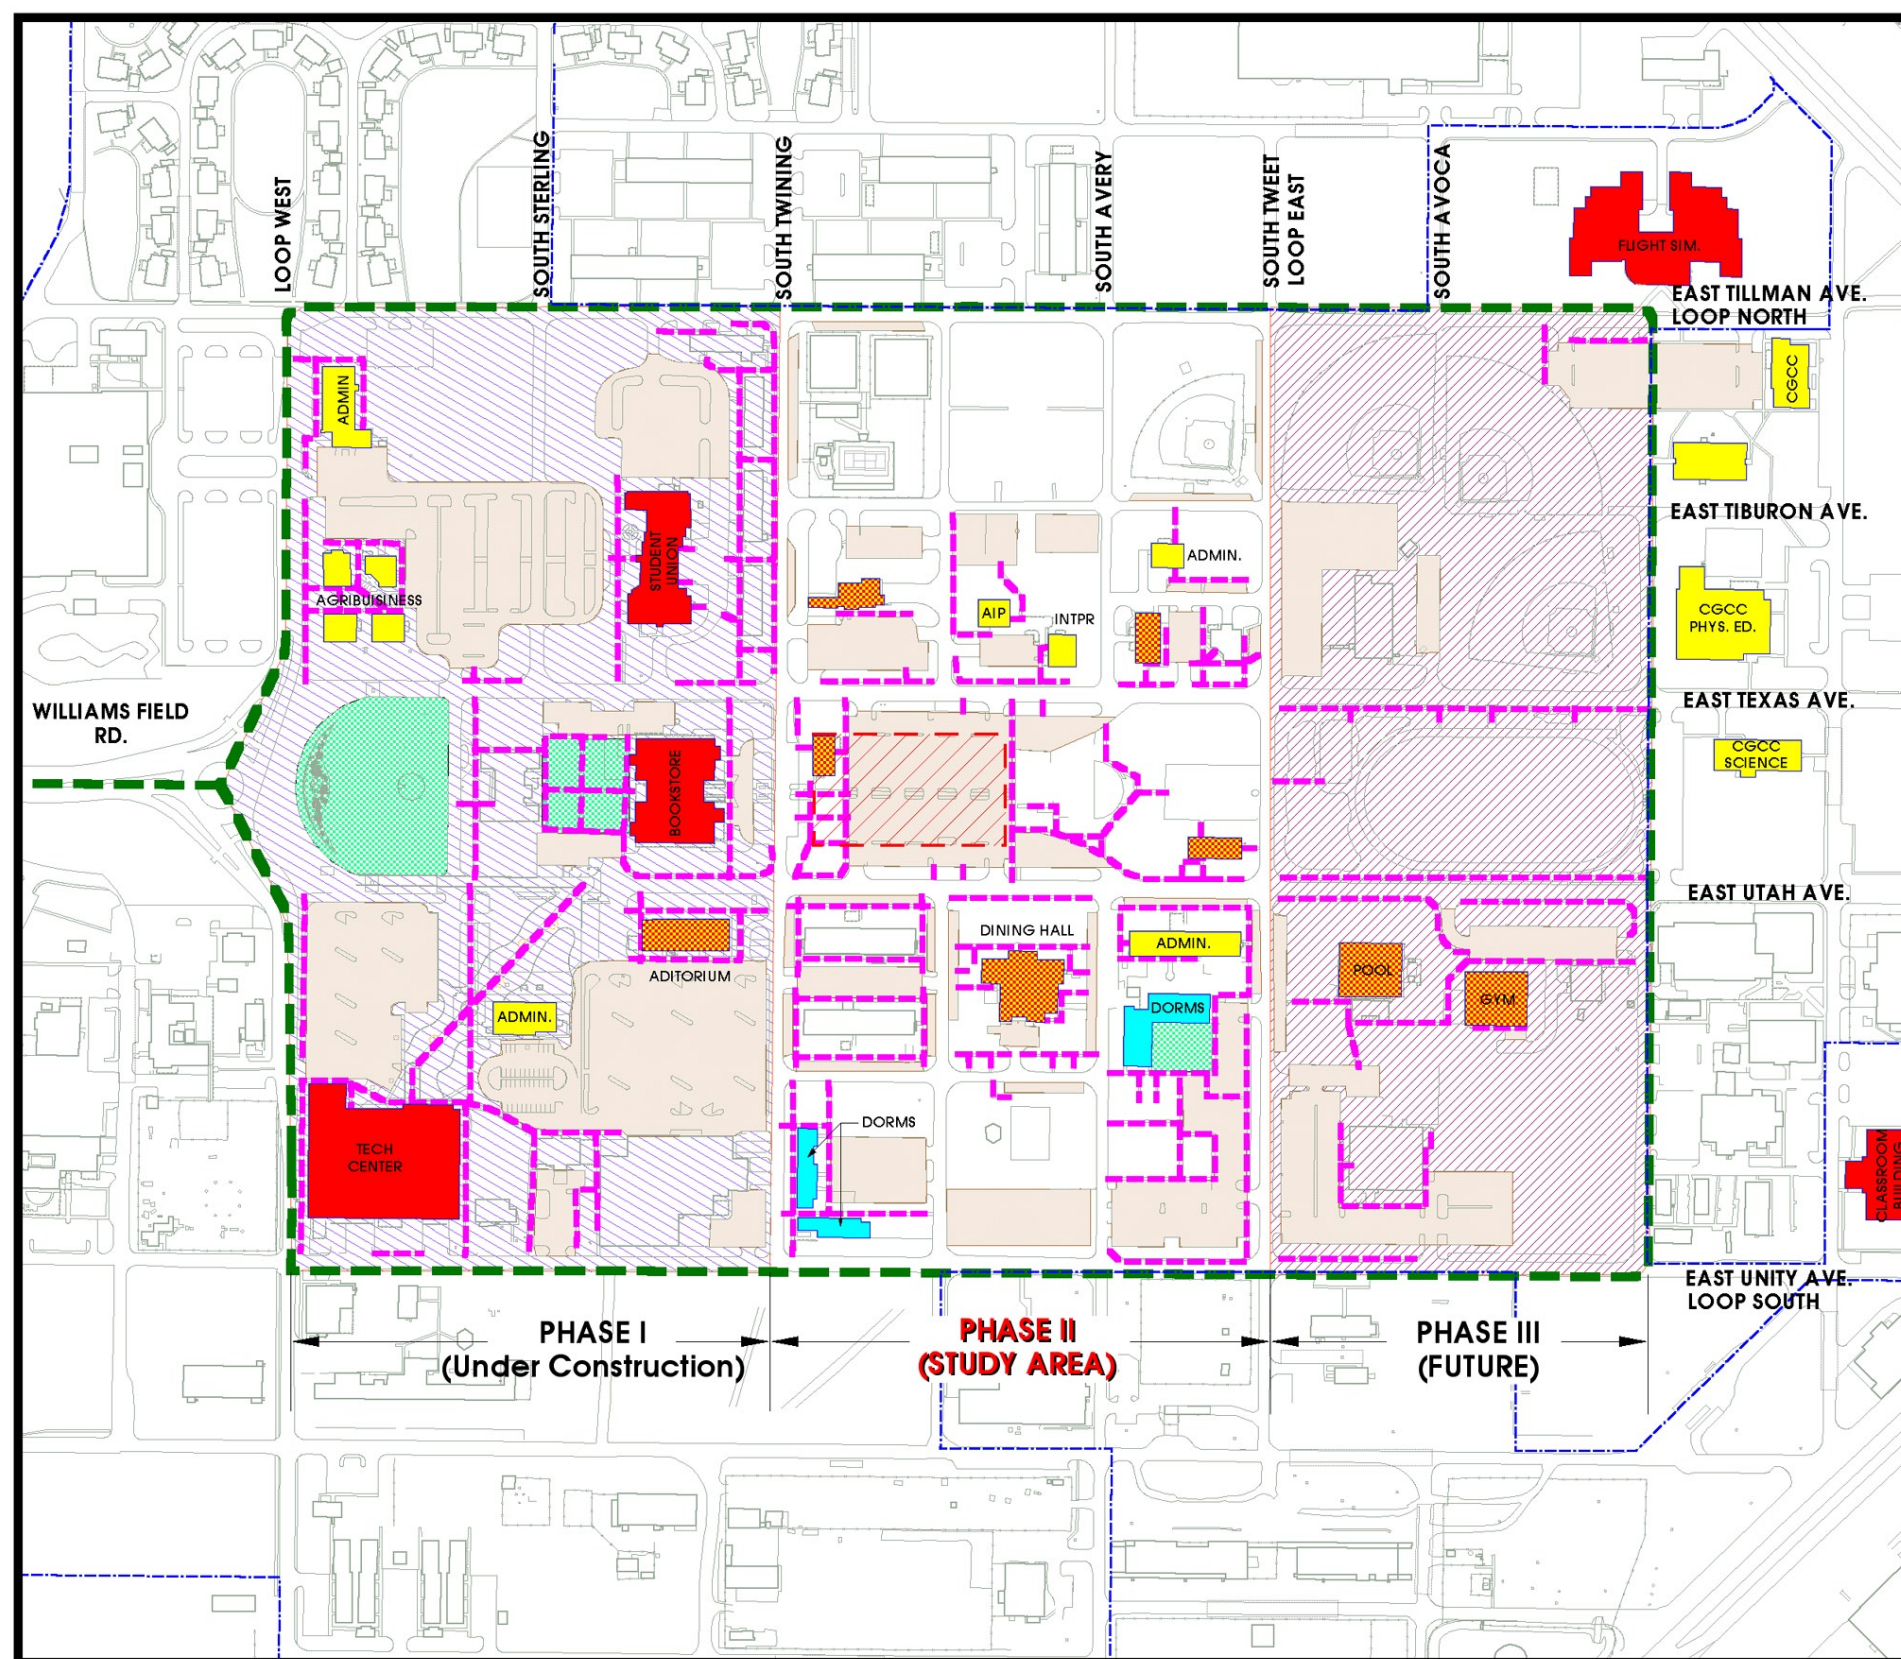 LOOP WEST
SOUTH STERLING
SOUTH TWINING
SOUTH AVERY
SOUTH TWEET
LOOP EAST
SOUTH AVOCA
FLIGHT SIM.
EAST TILLMAN AVE.
LOOP NORTH
ADMIN
CGCC
STUDENT
UNION
EAST TIBURON AVE.
ADMIN.
AGRIBUISINESS
AIP
INTPR
CGCC
PHYS. ED.
WILLIAMS FIELD
RD.
EAST TEXAS AVE.
BOOKSTORE
CGCC
SCIENCE
EAST UTAH AVE.
DINING HALL
ADMIN.
ADITORIUM
POOL
GYM
ADMIN.
DORMS
DORMS
TECH
CENTER
CLASSROOM
BUILDING
EAST UNITY AVE.
LOOP SOUTH
PHASE I
(Under Construction)
PHASE II
(STUDY AREA)
PHASE III
(FUTURE)